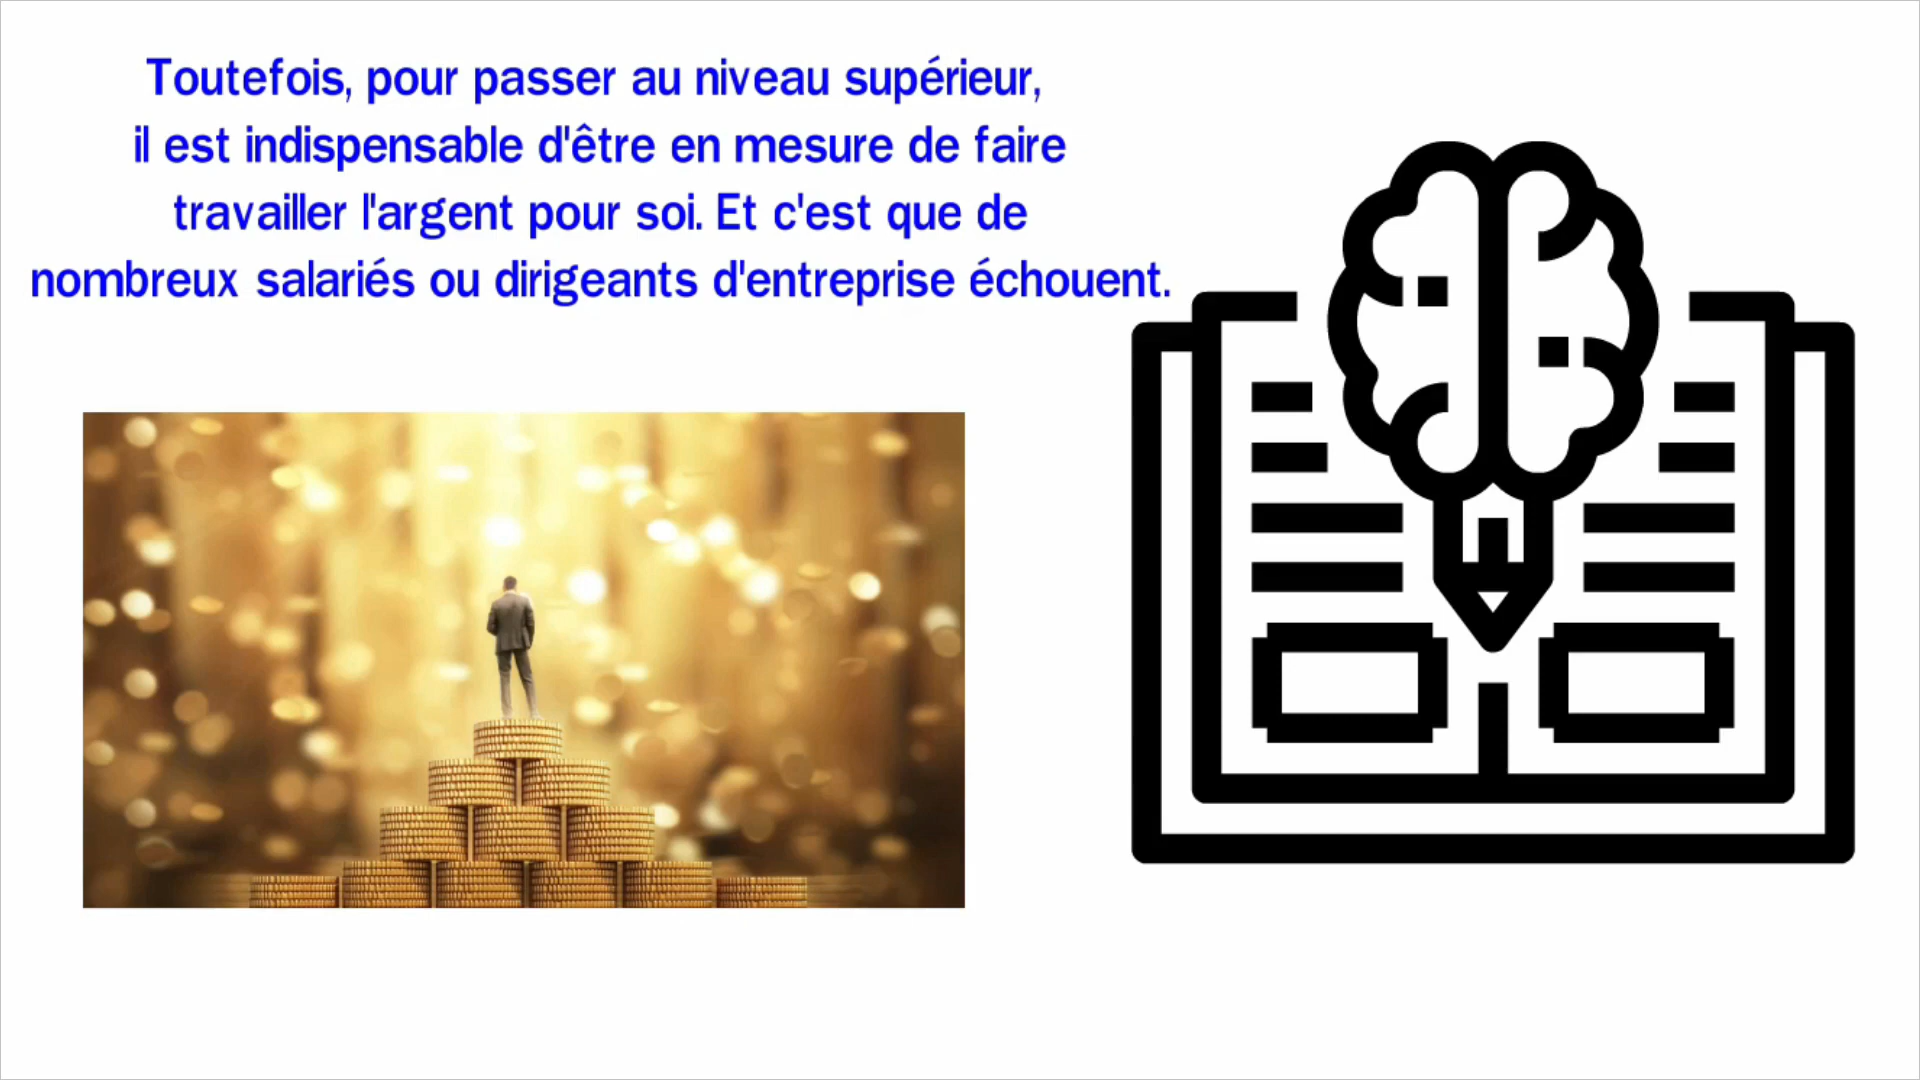 Toutefois, pour passer au niveau supérieur,
il est indispensable d'être en mesure de faire
travailler l'argent pour soi. Et c'est que de
nombreux salariés ou dirigeants d'entreprise échouent.